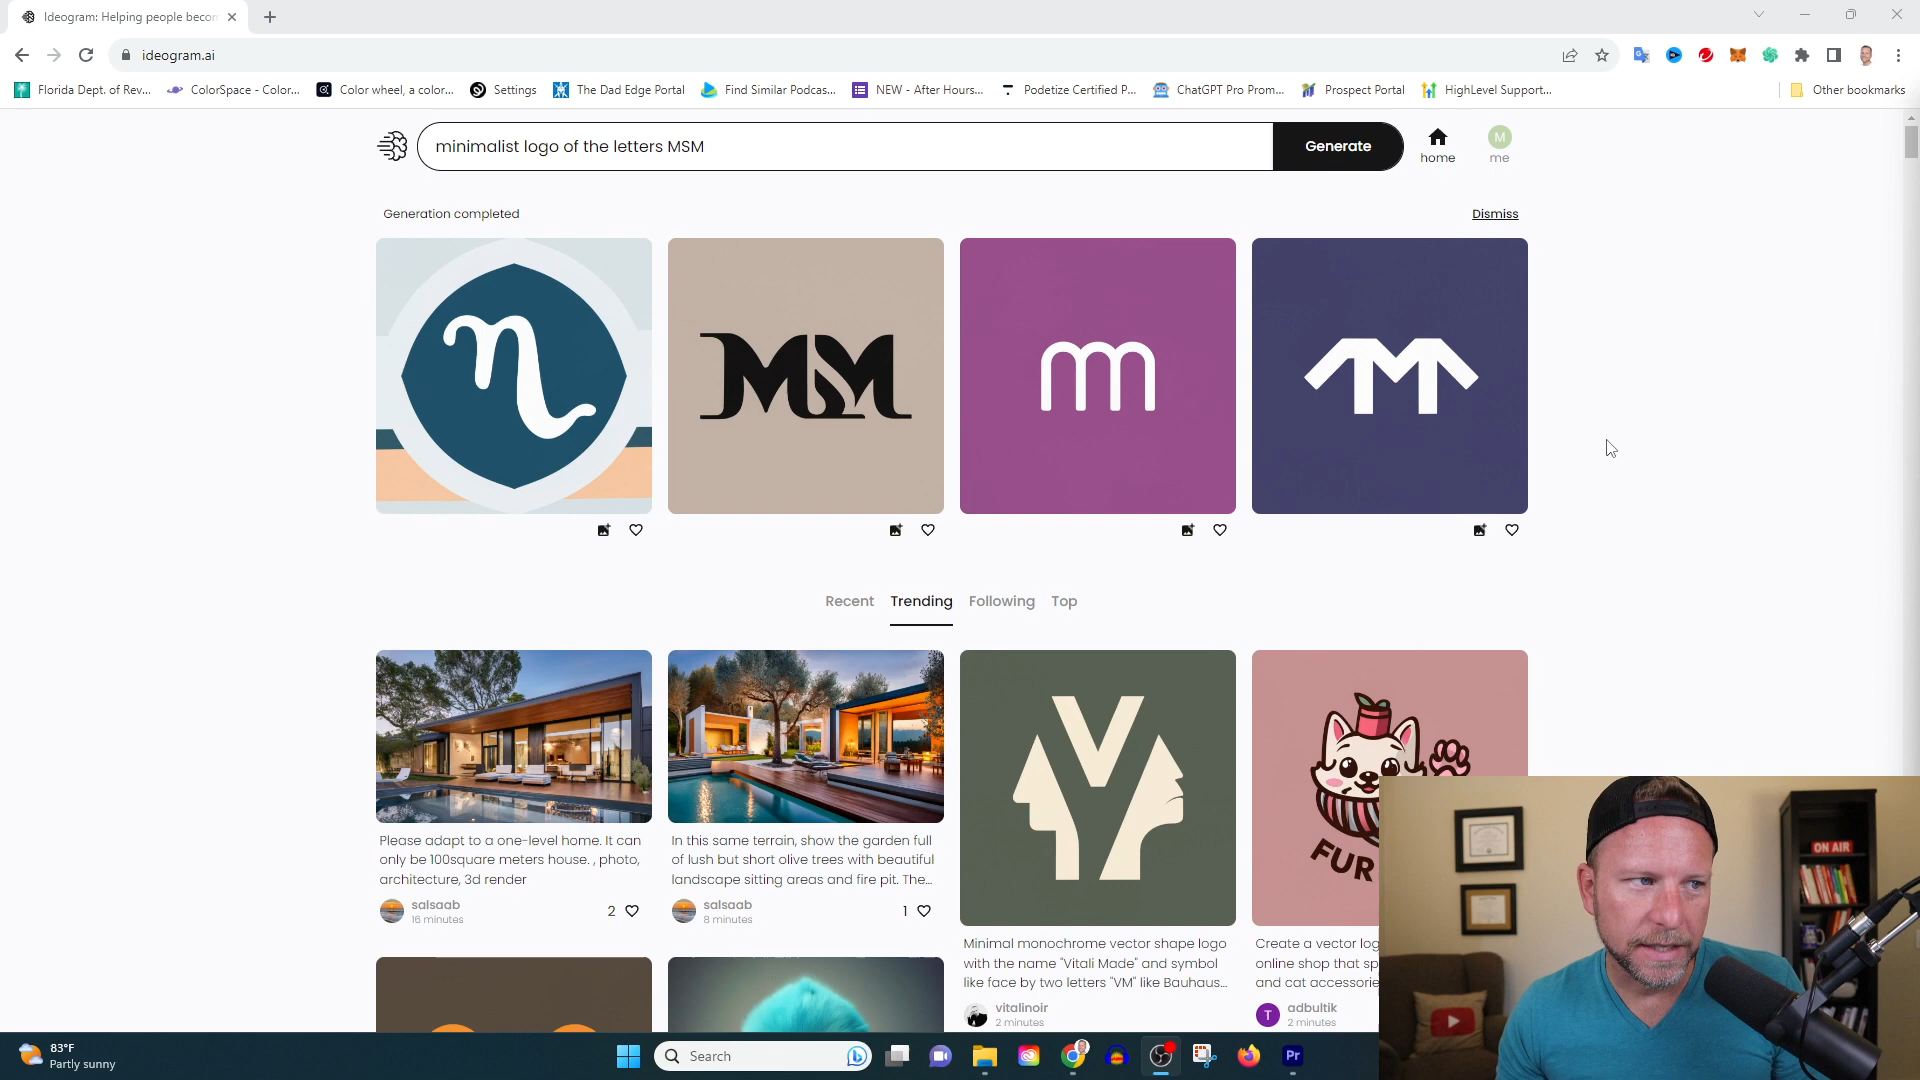 Ideogram: Helping people becom
ideogram.ai
Florida Dept. of Rev...
ColorSpace - Color...
Color wheel, a color...
Settings
The Dad Edge Portal
Find Similar Podcas...
NEW - After Hours...
Podetize Certified P...
ChatGPT Pro Prom...
Prospect Portal
HighLevel Support...
Other bookmarks
minimalist logo of the letters MSM
Generate
home
M
me
Generation completed
Dismiss
MSM
m
M
Recent
Trending
Following
Top
FUR
Please adapt to a one-level home. It can
only be 100square meters house. , photo,
architecture, 3d render
salsaab
16 minutes
2
In this same terrain, show the garden full
of lush but short olive trees with beautiful
landscape sitting areas and fire pit. The...
salsaab
8 minutes
1
Minimal monochrome vector shape logo
with the name "Vitali Made" and symbol
like face by two letters "VM" like Bauhaus...
vitalinoir
2 minutes
Create a vector log
online shop that sp
and cat accessorie
T
adbultik
2 minutes
ON AIR
83°F
Partly sunny
Search
Pr